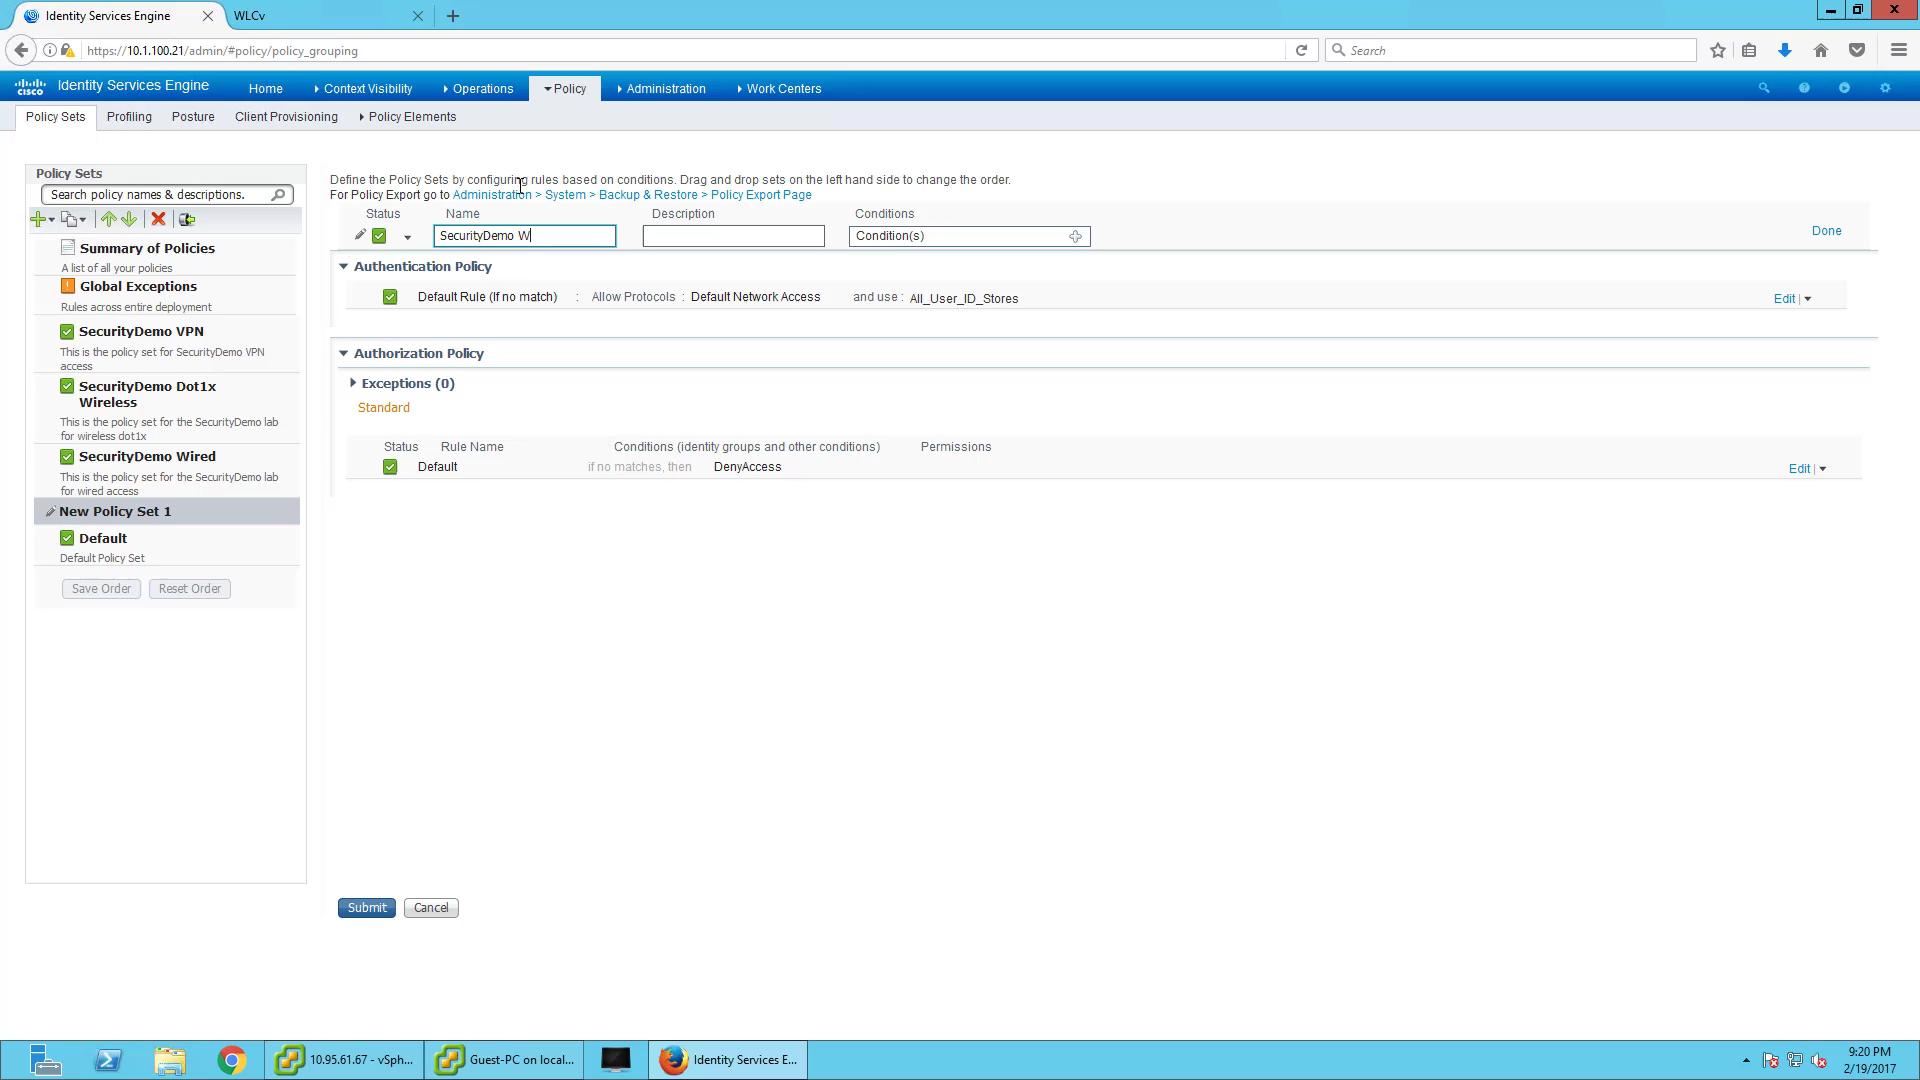 Identity Services Engine
WLCv
https://10.1.100.21/admin/#policy/policy_grouping
Search
CISCO
Identity Services Engine
Home
Context Visibility
Operations
Policy
Administration
Work Centers
Policy Sets
Profiling
Posture
Client Provisioning
Policy Elements
Policy Sets
Search policy names & descriptions.
Summary of Policies
A list of all your policies
Global Exceptions
Rules across entire deployment
SecurityDemo VPN
This is the policy set for SecurityDemo VPN
access
SecurityDemo Dot1x
Wireless
This is the policy set for the SecurityDemo lab
for wireless dot1x
SecurityDemo Wired
This is the policy set for the SecurityDemo lab
for wired access
New Policy Set 1
Default
Default Policy Set
Save Order
Reset Order
Define the Policy Sets by configuring rules based on conditions. Drag and drop sets on the left hand side to change the order.
For Policy Export go to Administration > System > Backup & Restore > Policy Export Page
Status Name Description Conditions
SecurityDemo W
Condition(s)
Done
Authentication Policy
Default Rule (If no match) : Allow Protocols : Default Network Access and use : All_User_ID_Stores
Edit |
Authorization Policy
Exceptions (0)
Standard
Status Rule Name Conditions (identity groups and other conditions) Permissions
Default if no matches, then DenyAccess
Edit |
Submit
Cancel
10.95.61.67 - vSph...
Guest-PC on local...
Identity Services E...
9:20 PM
2/19/2017